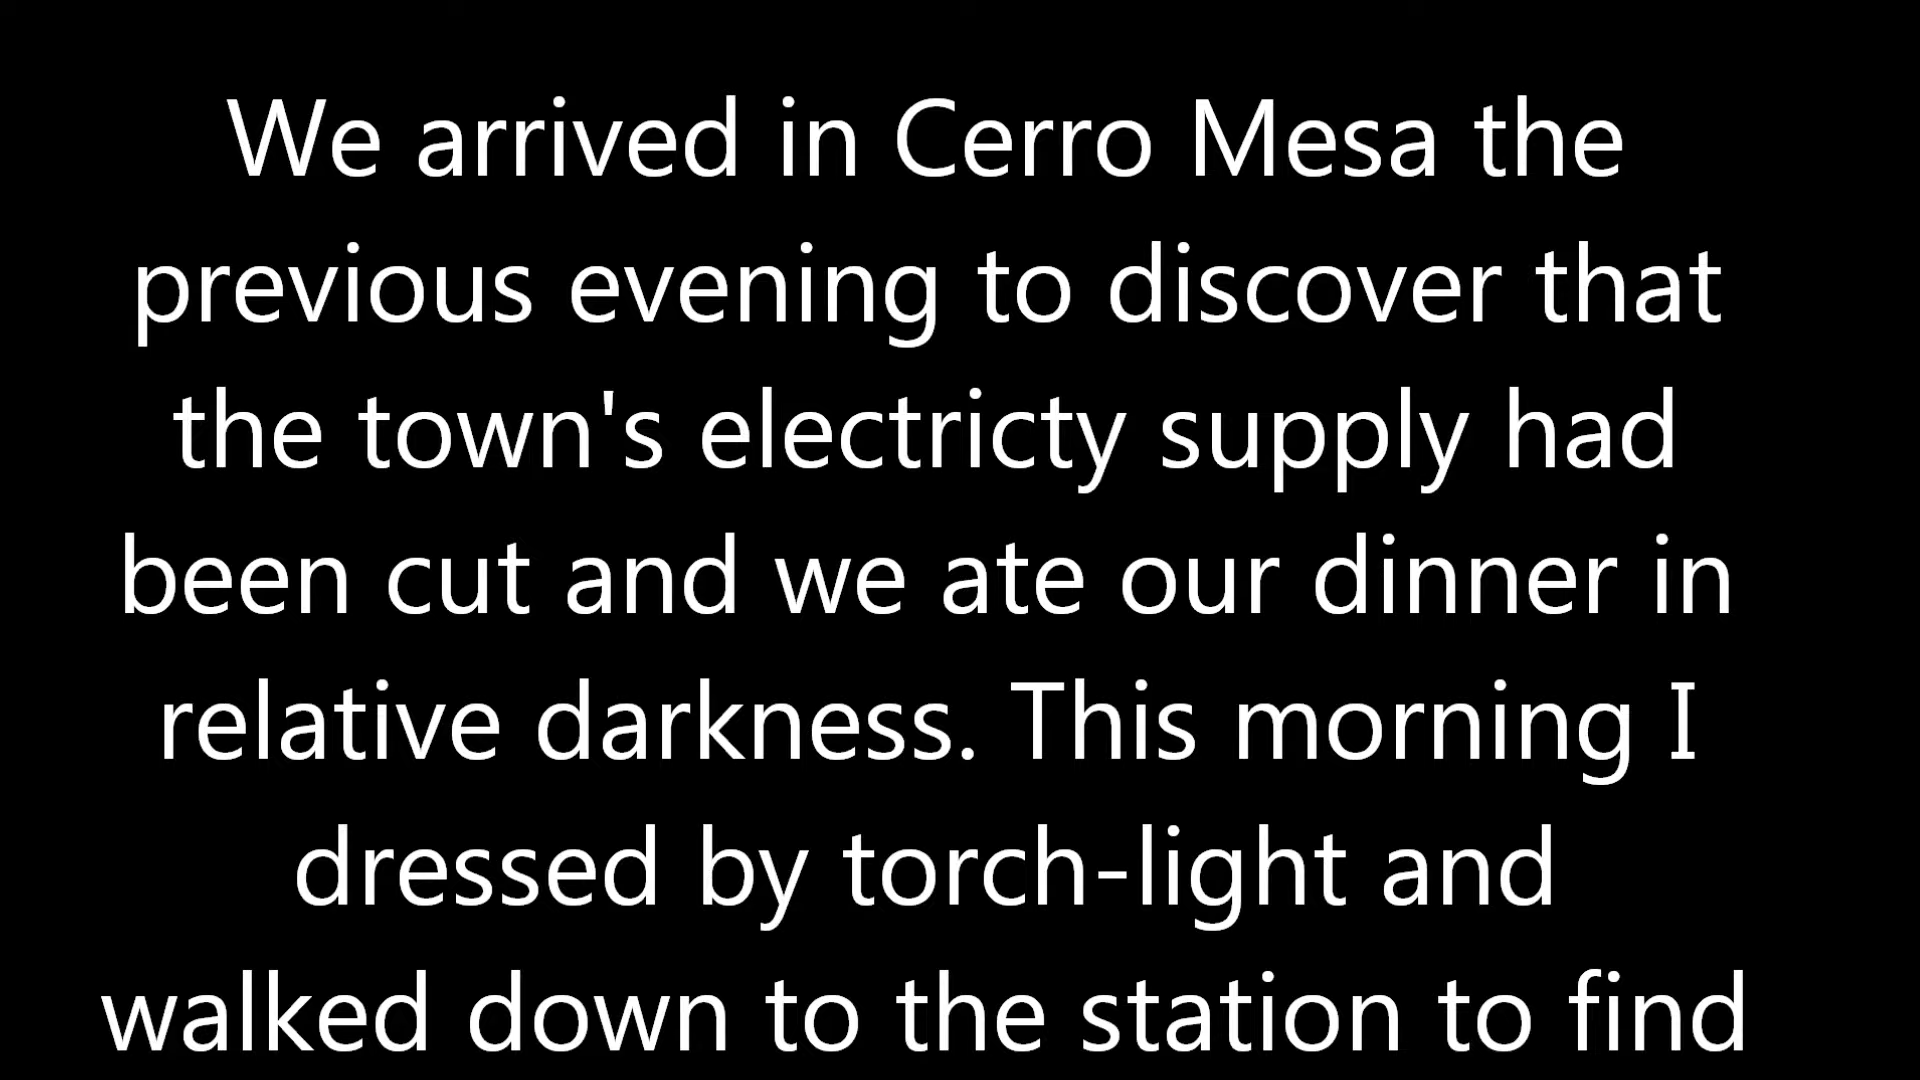 We arrived in Cerro Mesa the
previous evening to discover that
the town's electricty supply had
been cut and we ate our dinner in
relative darkness. This morning I
dressed by torch-light and
walked down to the station to find